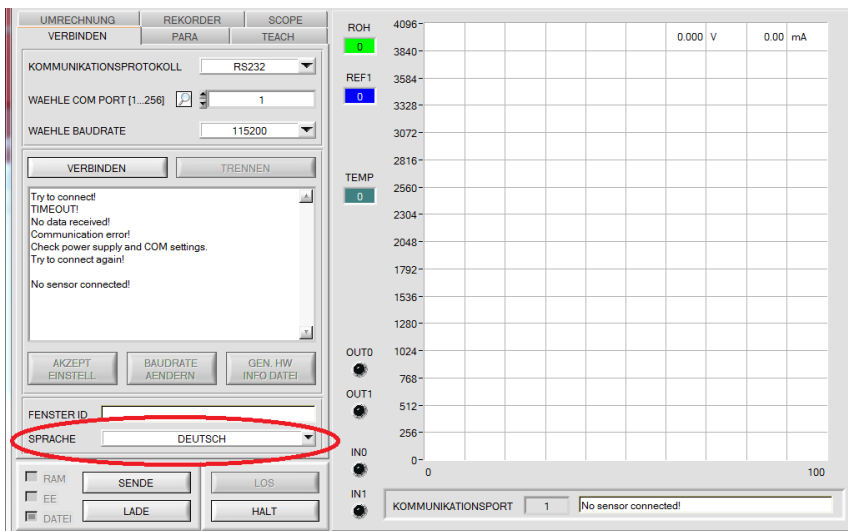 UMRECHNUNG REKORDER SCOPE
VERBINDEN PARA TEACH
KOMMUNIKATIONSPROTOKOLL RS232
WAEHLE COM PORT [1...256] 1
WAEHLE BAUDRATE 115200
VERBINDEN TRENNEN
Try to connect!
TIMEOUT!
No data received!
Communication error!
Check power supply and COM settings.
Try to connect again!
No sensor connected!
AKZEPT EINSTELL
BAUDRATE AENDERN
GEN. HW INFO DATEI
FENSTER ID
SPRACHE DEUTSCH
RAM
EE
DATEI
SENDE LOS
LADE HALT
ROH
0
REF1
0
TEMP
0
OUT0
OUT1
IN0
IN1
0.000 V 0.00 mA
4096
3840
3584
3328
3072
2816
2560
2304
2048
1792
1536
1280
1024
768
512
256
0
0 100
KOMMUNIKATIONSPORT 1 No sensor connected!